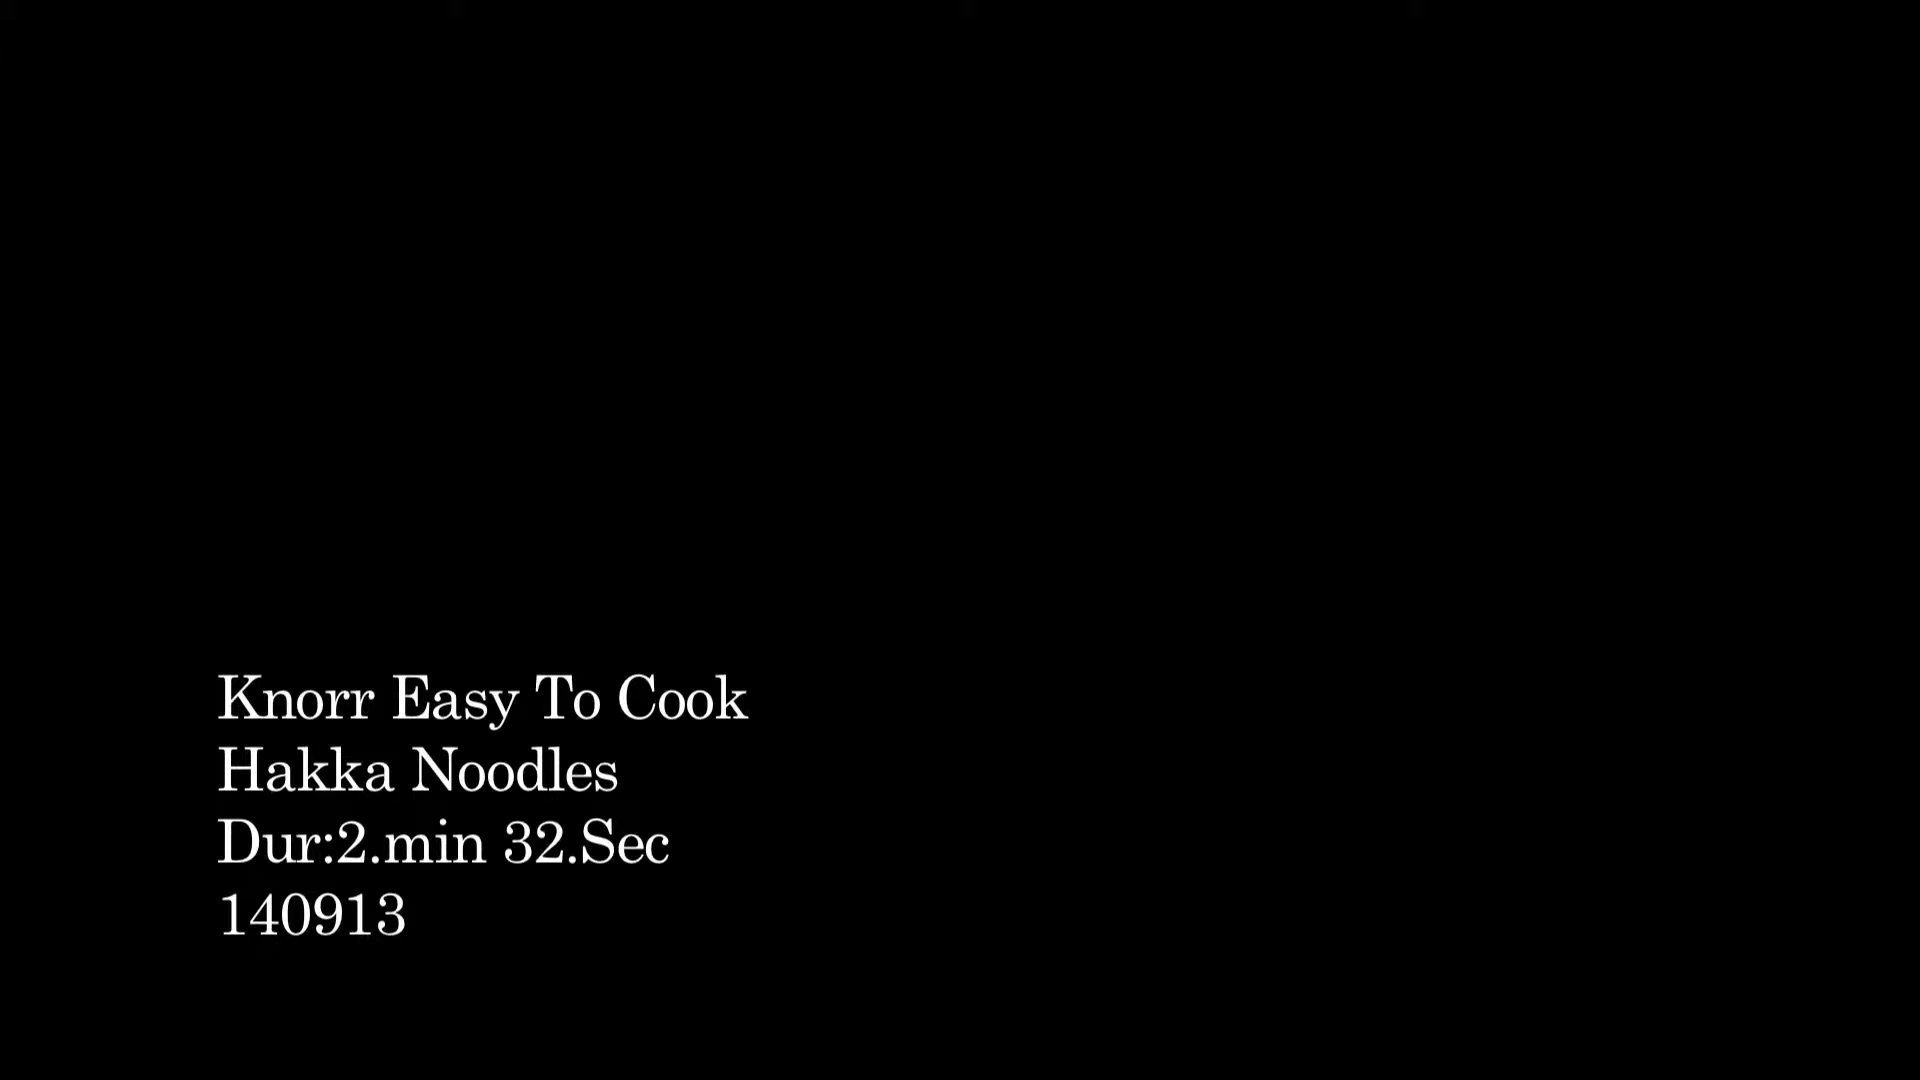 Knorr Easy To Cook
Hakka Noodles
Dur:2.min 32.Sec
140913